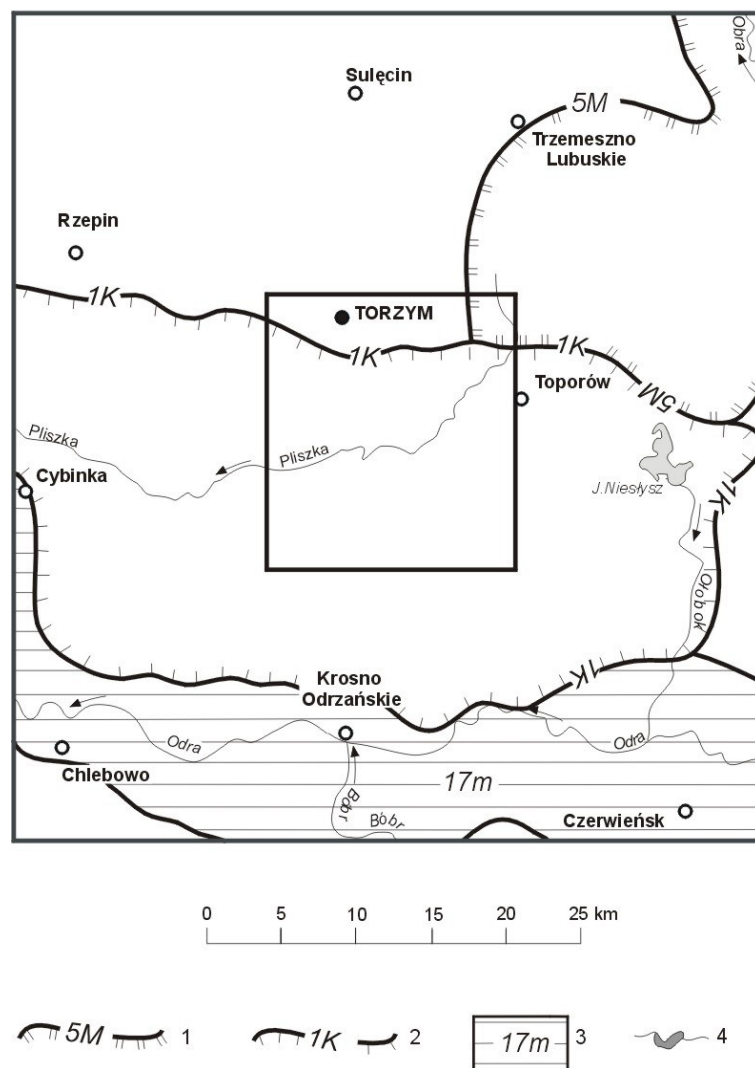 Obra
Sulęcin
5M
Trzemeszno
Lubuskie
Rzepin
1K
TORZYM
1K
1K
Toporów
5M
Pliszka
Pliszka
Cybinka
J.Niesłysz
1K
Ołobok
Krosno
Odrzańskie
1K
Odra
Odra
Chlebowo
17m
Bóbr
Bóbr
Czerwieńsk
0 5 10 15 20 25 km
5M 1 1K 2 17m 3 4